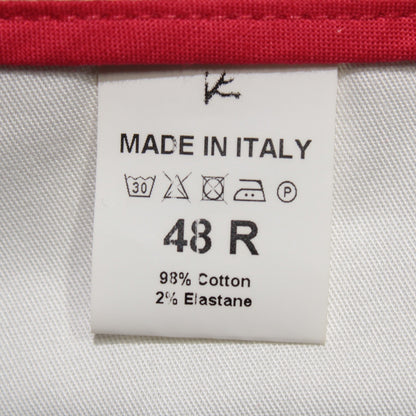 MADE IN ITALY
30 P
48 R
98% Cotton
2% Elastane